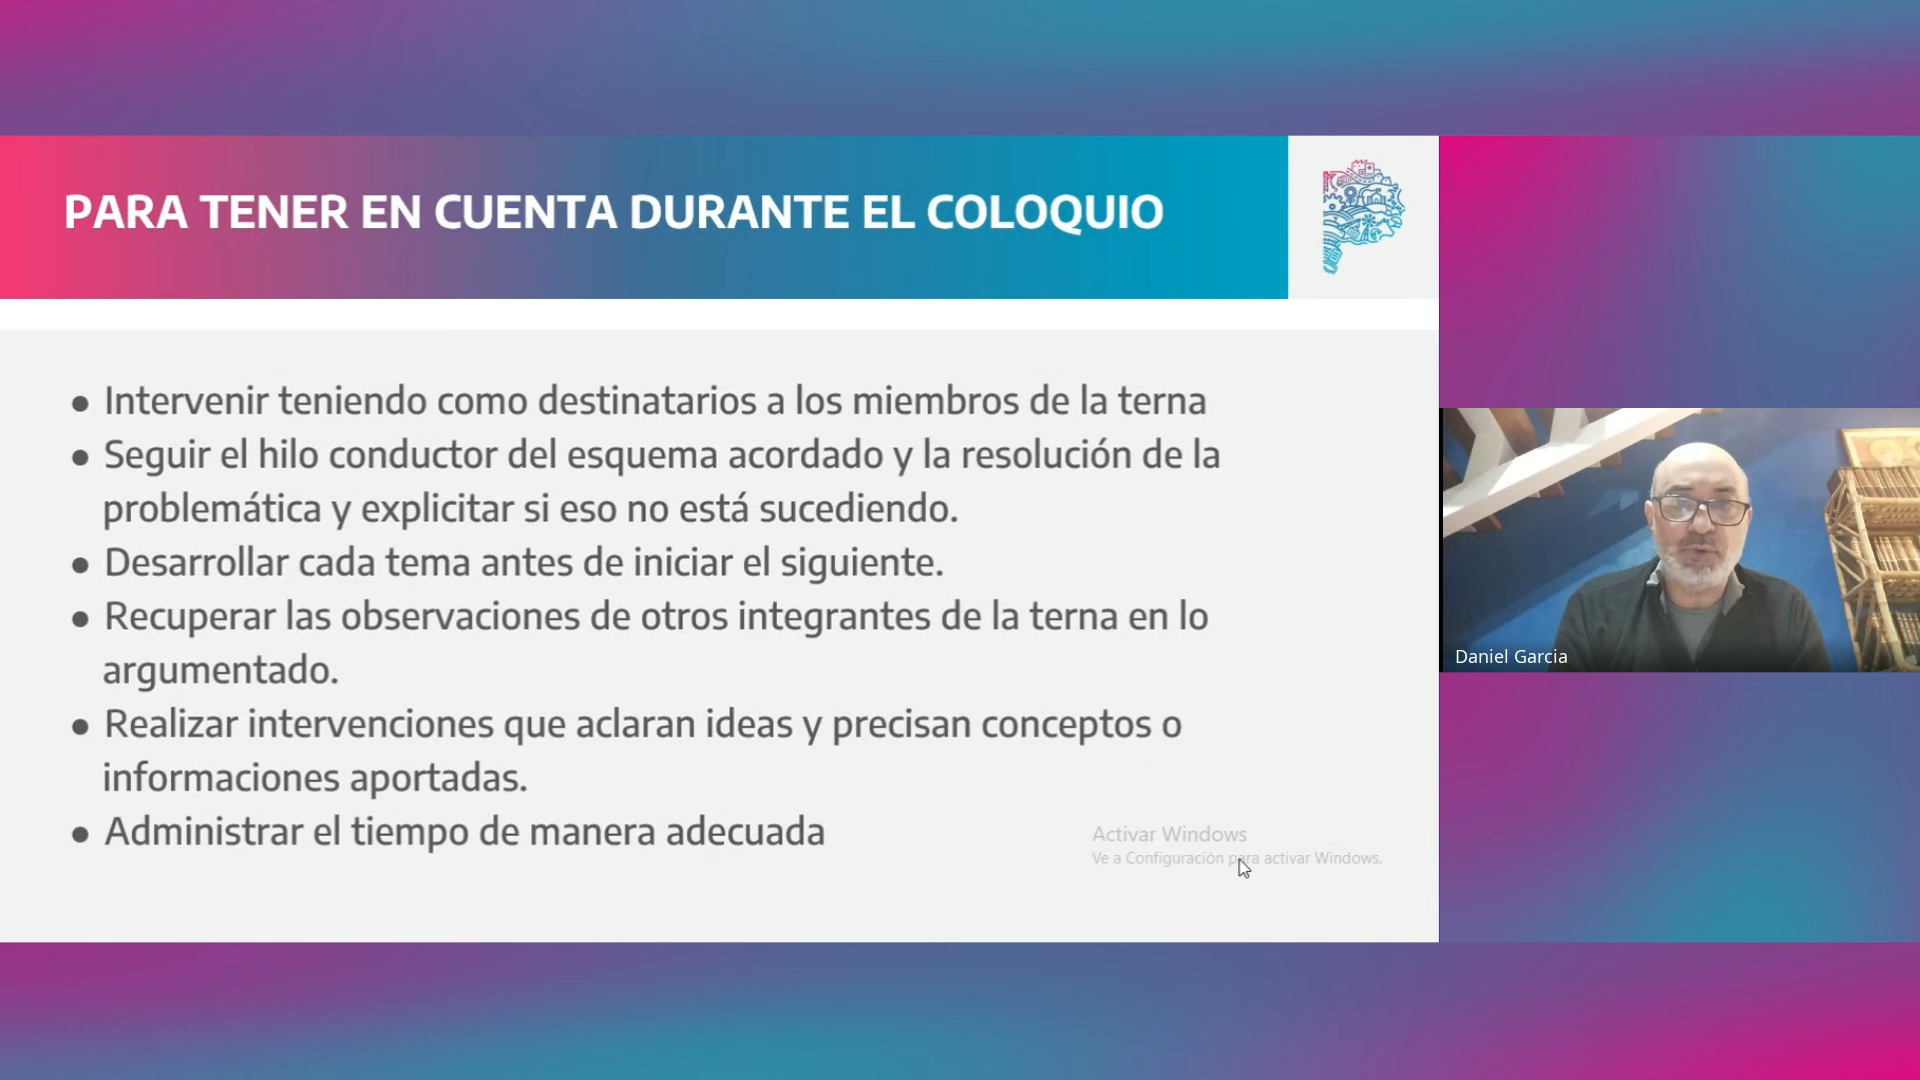 PARA TENER EN CUENTA DURANTE EL COLOQUIO
● Intervenir teniendo como destinatarios a los miembros de la terna
● Seguir el hilo conductor del esquema acordado y la resolución de la
problemática y explicitar si eso no está sucediendo.
● Desarrollar cada tema antes de iniciar el siguiente.
● Recuperar las observaciones de otros integrantes de la terna en lo
argumentado.
● Realizar intervenciones que aclaran ideas y precisan conceptos o
informaciones aportadas.
● Administrar el tiempo de manera adecuada
Activar Windows
Ve a Configuración para activar Windows.
Daniel Garcia